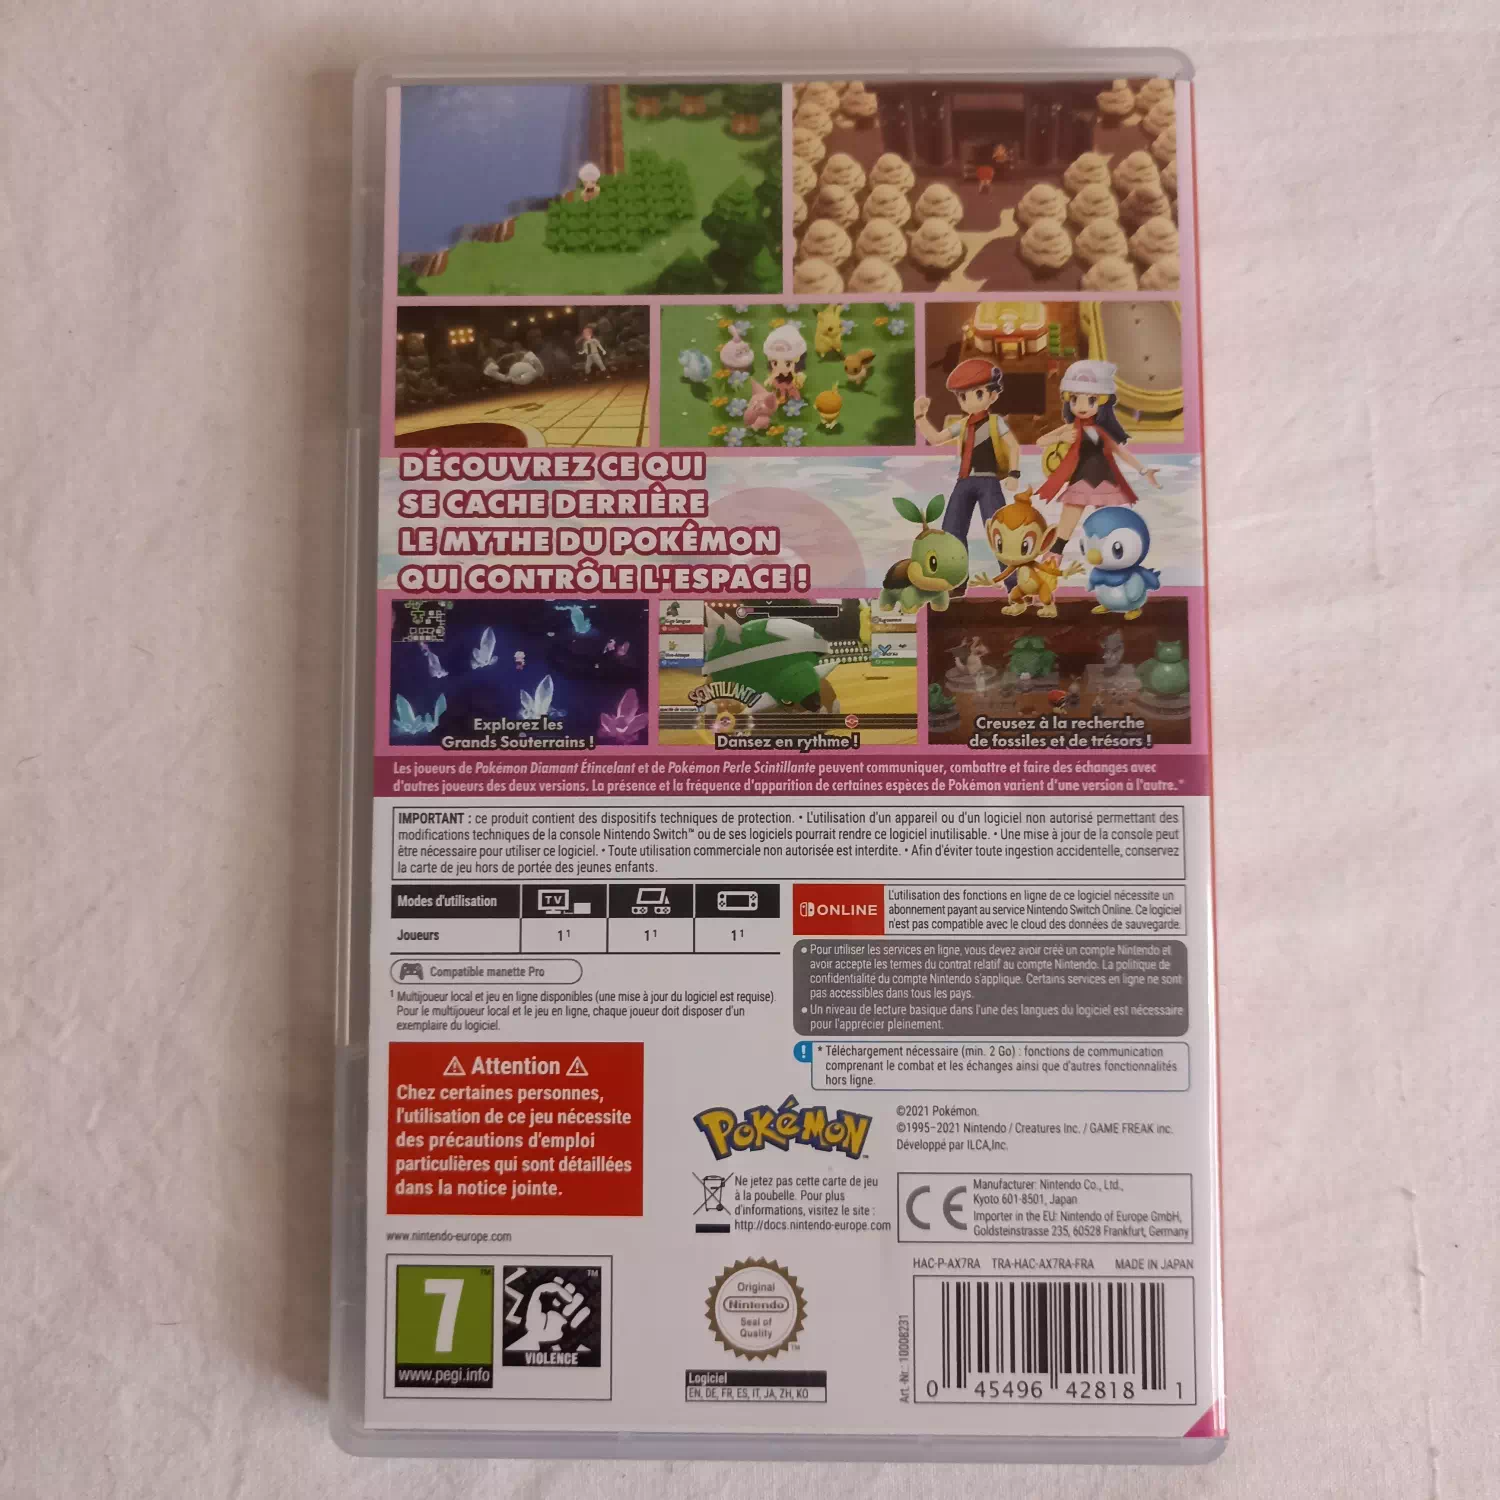 DÉCOUVREZ CE QUI
SE CACHE DERRIÈRE
LE MYTHE DU POKÉMON
QUI CONTRÔLE L'ESPACE !
SCINTILLANT !
Explorez les
Grands Souterrains !
Dansez en rythme !
Creusez à la recherche
de fossiles et de trésors !
Les joueurs de Pokémon Diamant Étincelant et de Pokémon Perle Scintillante peuvent communiquer, combattre et faire des échanges avec
d'autres joueurs des deux versions. La présence et la fréquence d'apparition de certaines espèces de Pokémon varient d'une version à l'autre.*
IMPORTANT : ce produit contient des dispositifs techniques de protection. • L'utilisation d'un appareil ou d'un logiciel non autorisé permettant des
modifications techniques de la console Nintendo Switch™ ou de ses logiciels pourrait rendre ce logiciel inutilisable. • Une mise à jour de la console peut
être nécessaire pour utiliser ce logiciel. • Toute utilisation commerciale non autorisée est interdite. • Afin d'éviter toute ingestion accidentelle, conservez
la carte de jeu hors de portée des jeunes enfants.
Modes d'utilisation TV
Joueurs 1¹ 1¹ 1¹
Compatible manette Pro
¹ Multijoueur local et jeu en ligne disponibles (une mise à jour du logiciel est requise).
Pour le multijoueur local et le jeu en ligne, chaque joueur doit disposer d'un
exemplaire du logiciel.
ONLINE
L'utilisation des fonctions en ligne de ce logiciel nécessite un
abonnement payant au service Nintendo Switch Online. Ce logiciel
n'est pas compatible avec le cloud des données de sauvegarde.
• Pour utiliser les services en ligne, vous devez avoir créé un compte Nintendo et
avoir accepté les termes du contrat relatif au compte Nintendo. La politique de
confidentialité du compte Nintendo s'applique. Certains services en ligne ne sont
pas accessibles dans tous les pays.
• Un niveau de lecture basique dans l'une des langues du logiciel est nécessaire
pour l'apprécier pleinement.
! * Téléchargement nécessaire (min. 2 Go) : fonctions de communication
comprenant le combat et les échanges ainsi que d'autres fonctionnalités
hors ligne.
Attention
Chez certaines personnes,
l'utilisation de ce jeu nécessite
des précautions d'emploi
particulières qui sont détaillées
dans la notice jointe.
www.nintendo-europe.com
POKéMON™
©2021 Pokémon.
©1995–2021 Nintendo / Creatures Inc. / GAME FREAK inc.
Développé par ILCA,Inc.
Ne jetez pas cette carte de jeu
à la poubelle. Pour plus
d'informations, visitez le site :
http://docs.nintendo-europe.com
CE
Manufacturer: Nintendo Co., Ltd.,
Kyoto 601-8501, Japan
Importer in the EU: Nintendo of Europe GmbH,
Goldsteinstrasse 235, 60528 Frankfurt, Germany
HAC-P-AX7RA TRA-HAC-AX7RA-FRA MADE IN JAPAN
7™
www.pegi.info
™
VIOLENCE
Original
Nintendo
Seal of
Quality
™
Logiciel
EN, DE, FR, ES, IT, JA, ZH, KO
Art.-Nr.: 10008231
0 45496 42818 1